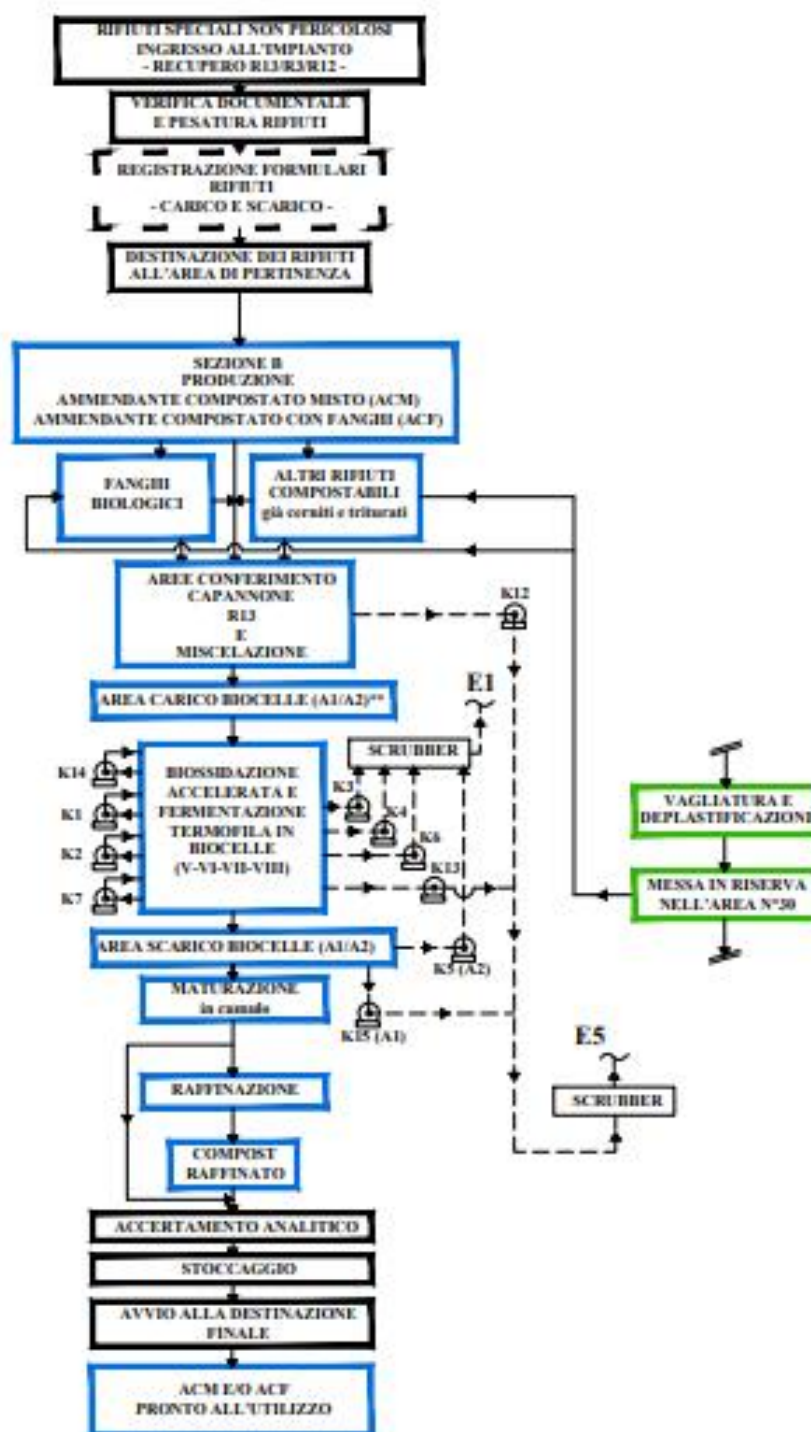 RIFIUTI SPECIALI NON PERICOLOSI
INGRESSO ALL'IMPIANTO
- RECUPERO R13/R3/R12 -
VERIFICA DOCUMENTALE
E PESATURA RIFIUTI
REGISTRAZIONE FORMULARI
RIFIUTI
- CARICO E SCARICO -
DESTINAZIONE DEI RIFIUTI
ALL'AREA DI PERTINENZA
SEZIONE B
PRODUZIONE
AMMENDANTE COMPOSTATO MISTO (ACM)
AMMENDANTE COMPOSTATO CON FANGHI (ACF)
FANGHI
BIOLOGICI
ALTRI RIFIUTI
COMPOSTABILI
già cerniti e triturati
AREE CONFERIMENTO
CAPANNONE
R13
E
MISCELAZIONE
K12
AREA CARICO BIOCELLE (A1/A2)**
E1
SCRUBBER
BIOSSIDAZIONE
ACCELERATA E
FERMENTAZIONE
TERMOFILA IN
BIOCELLE
(V-VI-VII-VIII)
K14
K1
K2
K7
K3
K4
K6
K13
VAGLIATURA E
DEPLASTIFICAZIONE
MESSA IN RISERVA
NELL'AREA N°30
AREA SCARICO BIOCELLE (A1/A2)
K5 (A2)
MATURAZIONE
in cumulo
K15 (A1)
E5
SCRUBBER
RAFFINAZIONE
COMPOST
RAFFINATO
ACCERTAMENTO ANALITICO
STOCCAGGIO
AVVIO ALLA DESTINAZIONE
FINALE
ACM E/O ACF
PRONTO ALL'UTILIZZO